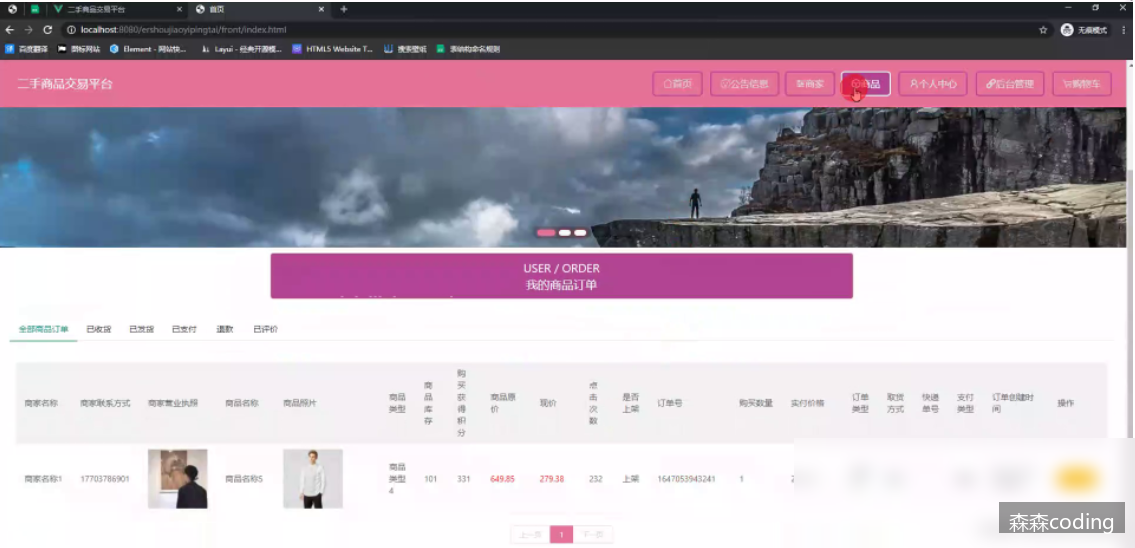 二手商品交易平台
首页
localhost:8080/ershoujiaoyipingtai/front/index.html
无痕模式
百度翻译
图标网站
Element - 网站快...
Layui - 经典开源模...
HTML5 Website T...
搜索壁纸
表结构命名规则
二手商品交易平台
首页
公告信息
商家
商品
个人中心
后台管理
购物车
USER / ORDER
我的商品订单
全部商品订单
已收货
已发货
已支付
退款
已评价
商家名称
商家联系方式
商家营业执照
商品名称
商品照片
商品类型
商品库存
购买获得积分
商品原价
现价
点击次数
是否上架
订单号
购买数量
实付价格
订单类型
取货方式
快递单号
支付类型
订单创建时间
操作
商家名称1
17703786901
商品名称5
商品类型4
101
331
649.85
279.38
232
上架
1647053943241
1
上一页
1
下一页
森森coding